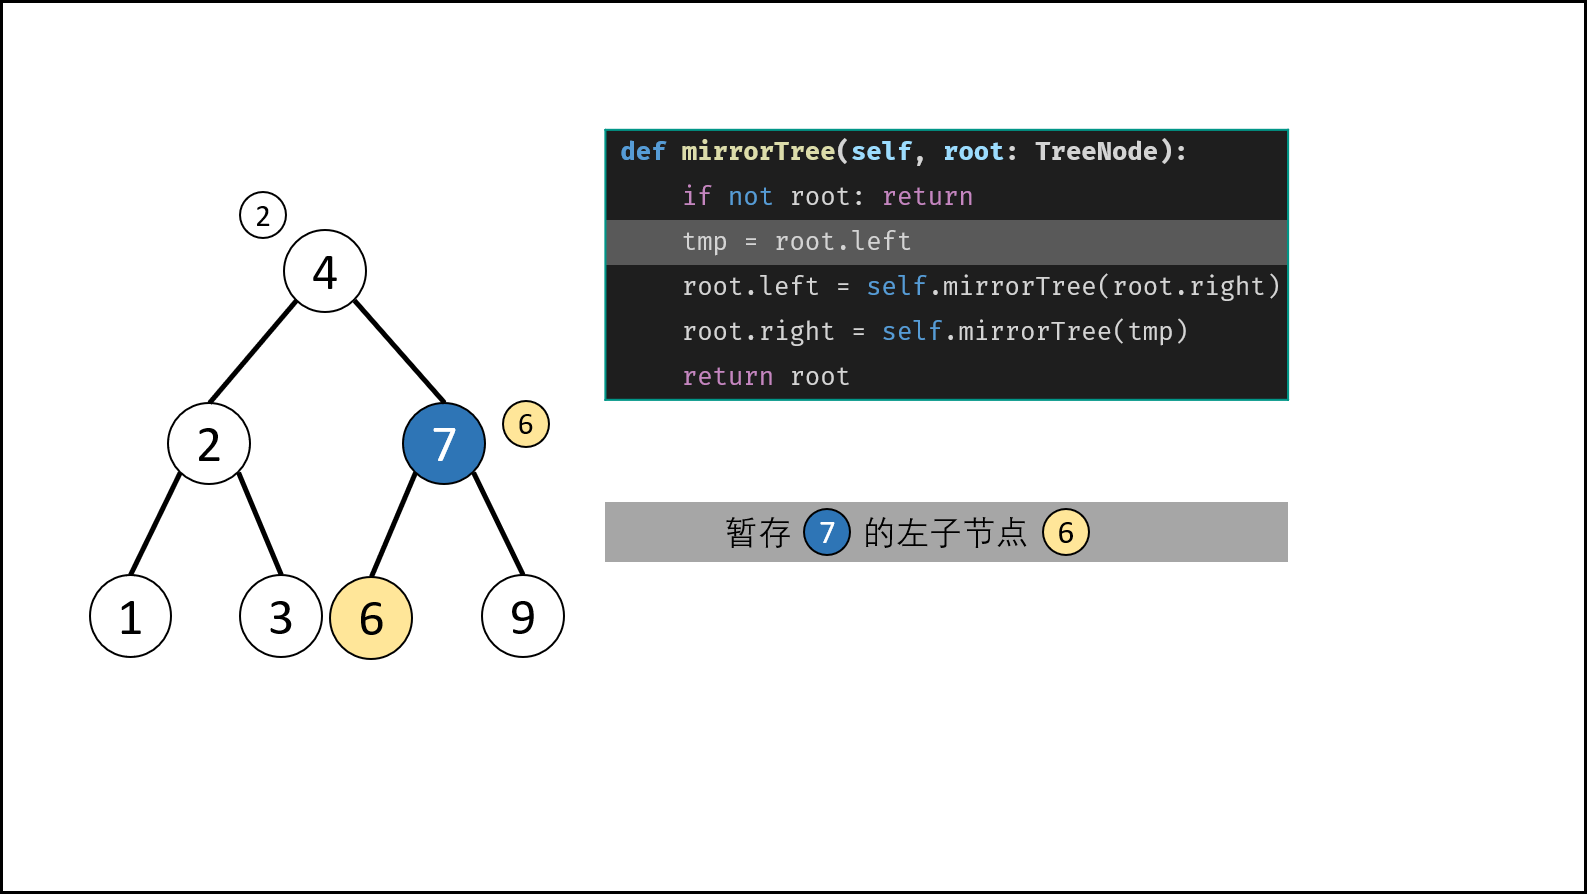 2
4
2
7
6
1
3
6
9
def mirrorTree(self, root: TreeNode):
    if not root: return
    tmp = root.left
    root.left = self.mirrorTree(root.right)
    root.right = self.mirrorTree(tmp)
    return root
暂存 7 的左子节点 6